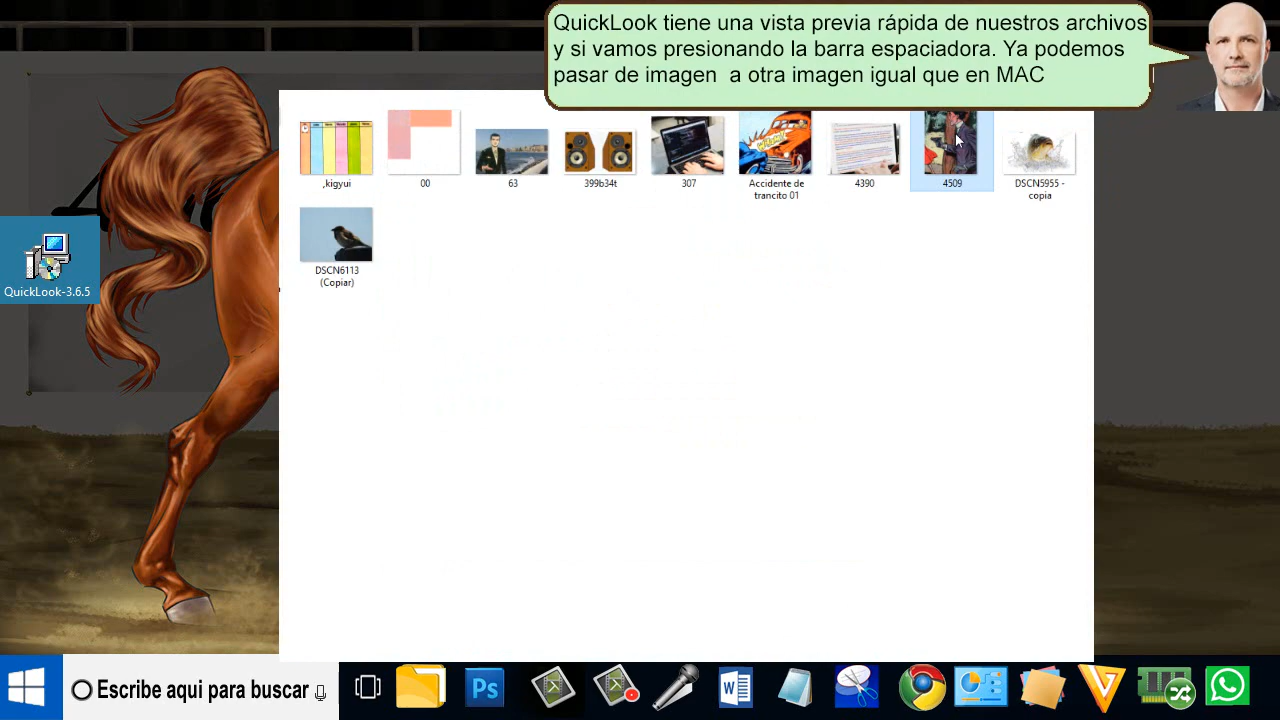 QuickLook tiene una vista previa rápida de nuestros archivos
y si vamos presionando la barra espaciadora. Ya podemos
pasar de imagen a otra imagen igual que en MAC
,kigyui
00
63
399b34t
307
Accidente de
trancito 01
4390
4509
DSCN5955 -
copia
DSCN6113
(Copiar)
QuickLook-3.6.5
Escribe aqui para buscar
Ps
W